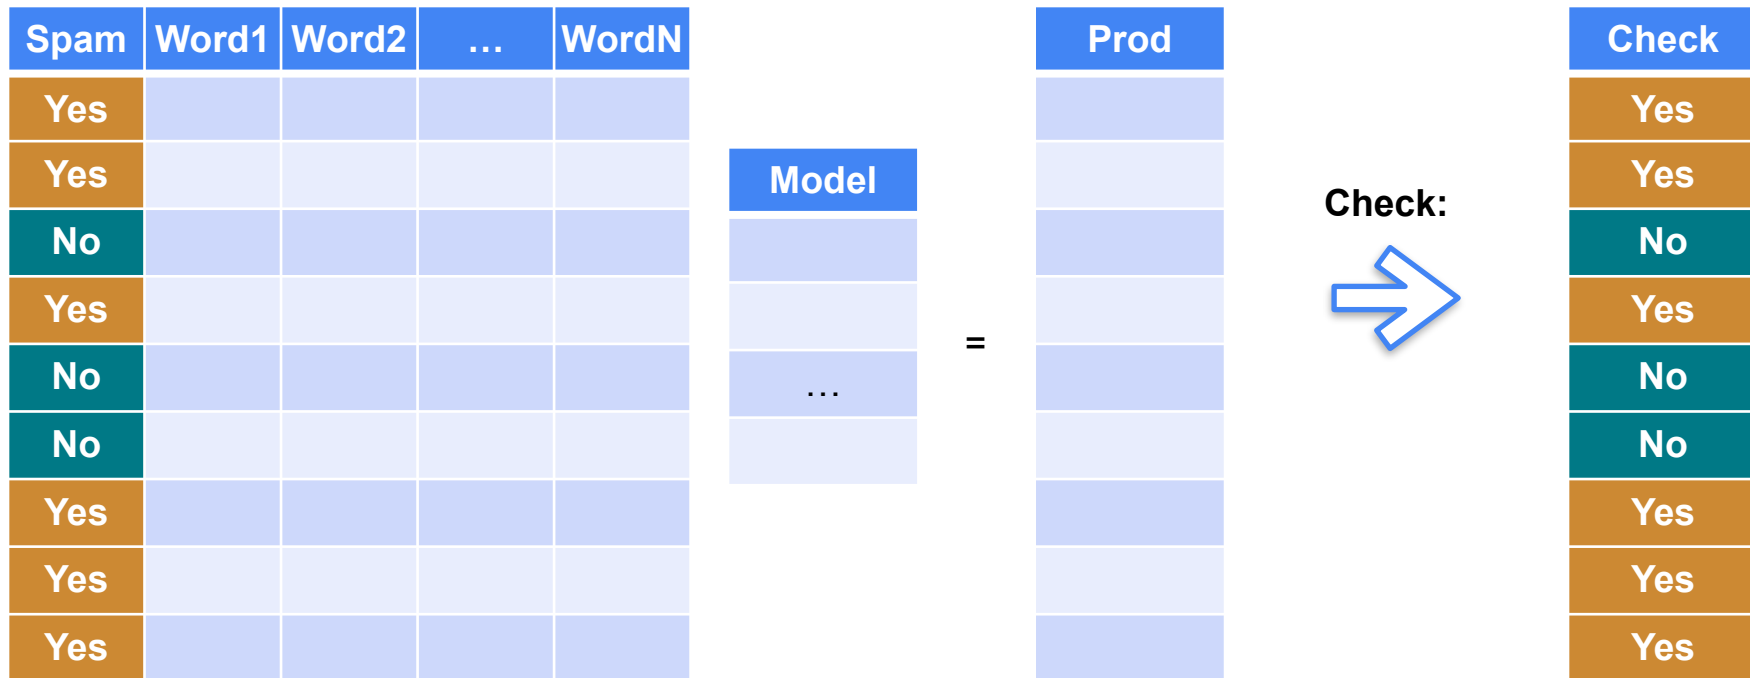 Spam Word1 Word2 ... WordN
Yes
Yes
No
Yes
No
No
Yes
Yes
Yes
Model
...
=
Prod
Check:
Check
Yes
Yes
No
Yes
No
No
Yes
Yes
Yes